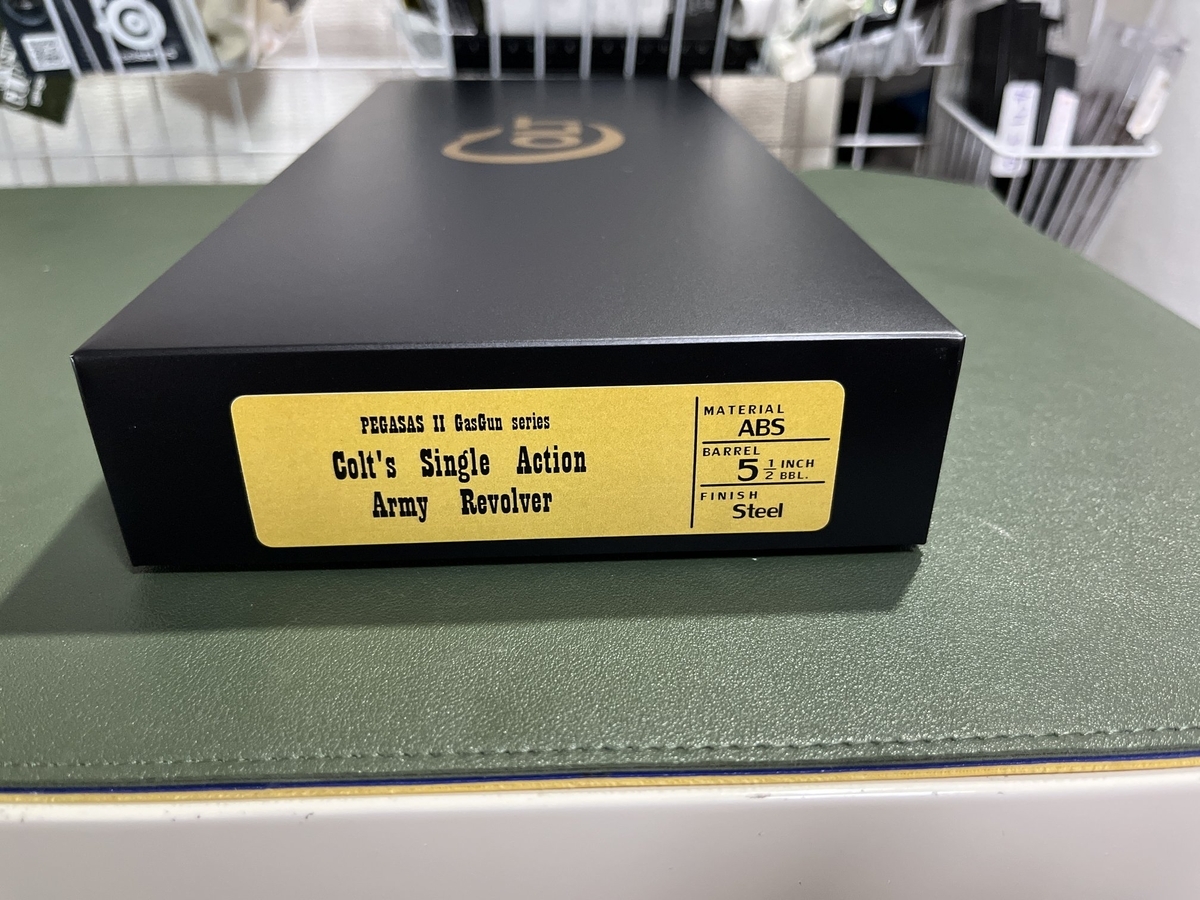 COLT
PEGASAS II GasGun series
Colt's Single Action
Army Revolver
MATERIAL
ABS
BARREL
5 1/2 INCH BBL.
FINISH
Steel